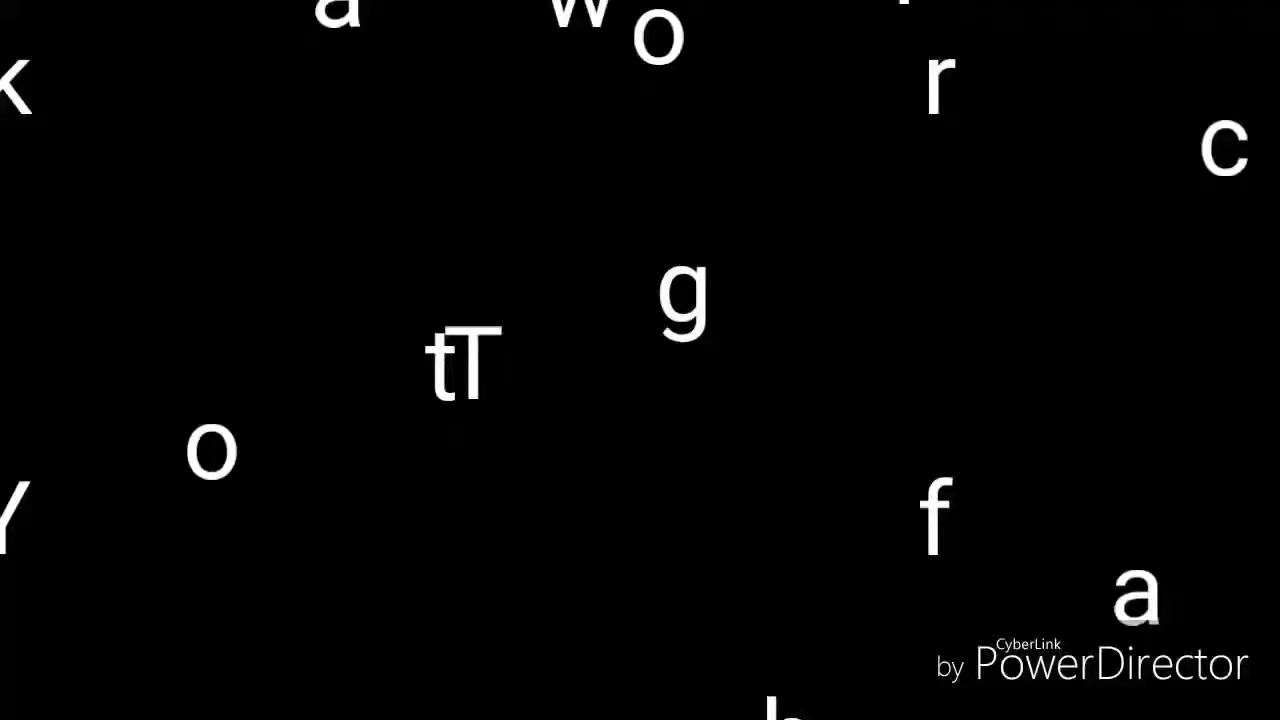 a w o
k r
c
g
tT
o
Y f
a
CyberLink
by PowerDirector
h